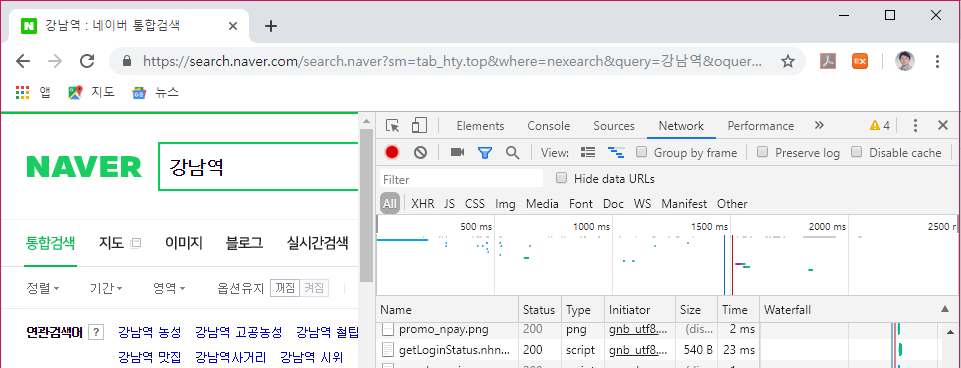 강남역 : 네이버 통합검색
https://search.naver.com/search.naver?sm=tab_hty.top&where=nexearch&query=강남역&oquer...
앱 지도 뉴스
Elements Console Sources Network Performance » 4
View: Group by frame Preserve log Disable cache
NAVER 강남역
Filter Hide data URLs
All XHR JS CSS Img Media Font Doc WS Manifest Other
500 ms 1000 ms 1500 ms 2000 ms 2500 r
통합검색 지도 이미지 블로그 실시간검색
정렬 기간 영역 옵션유지 꺼짐 켜짐
Name Status Type Initiator Size Time Waterfall
연관검색어 ? 강남역 농성 강남역 고공농성 강남역 철탑
promo_npay.png 200 png gnb_utf8.... (dis... 2 ms
getLoginStatus.nhn... 200 script gnb_utf8.... 540 B 23 ms
강남역 맛집 강남역사거리 강남역 시위